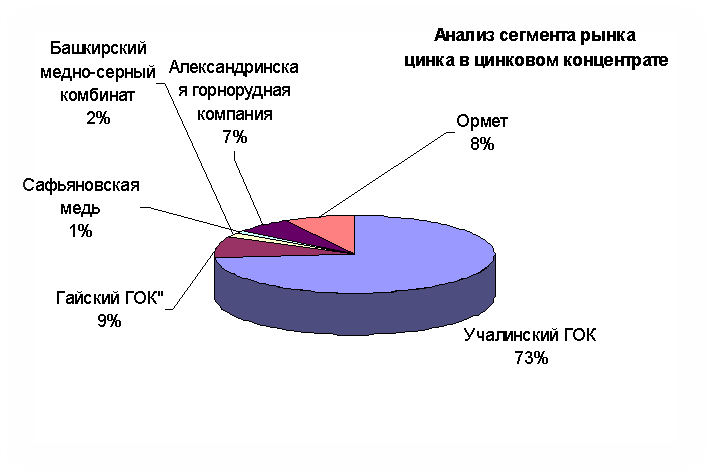 Анализ сегмента рынка
цинка в цинковом концентрате
Башкирский
медно-серный
комбинат
2%
Александринска
я горнорудная
компания
7%
Ормет
8%
Сафьяновская
медь
1%
Гайский ГОК"
9%
Учалинский ГОК
73%